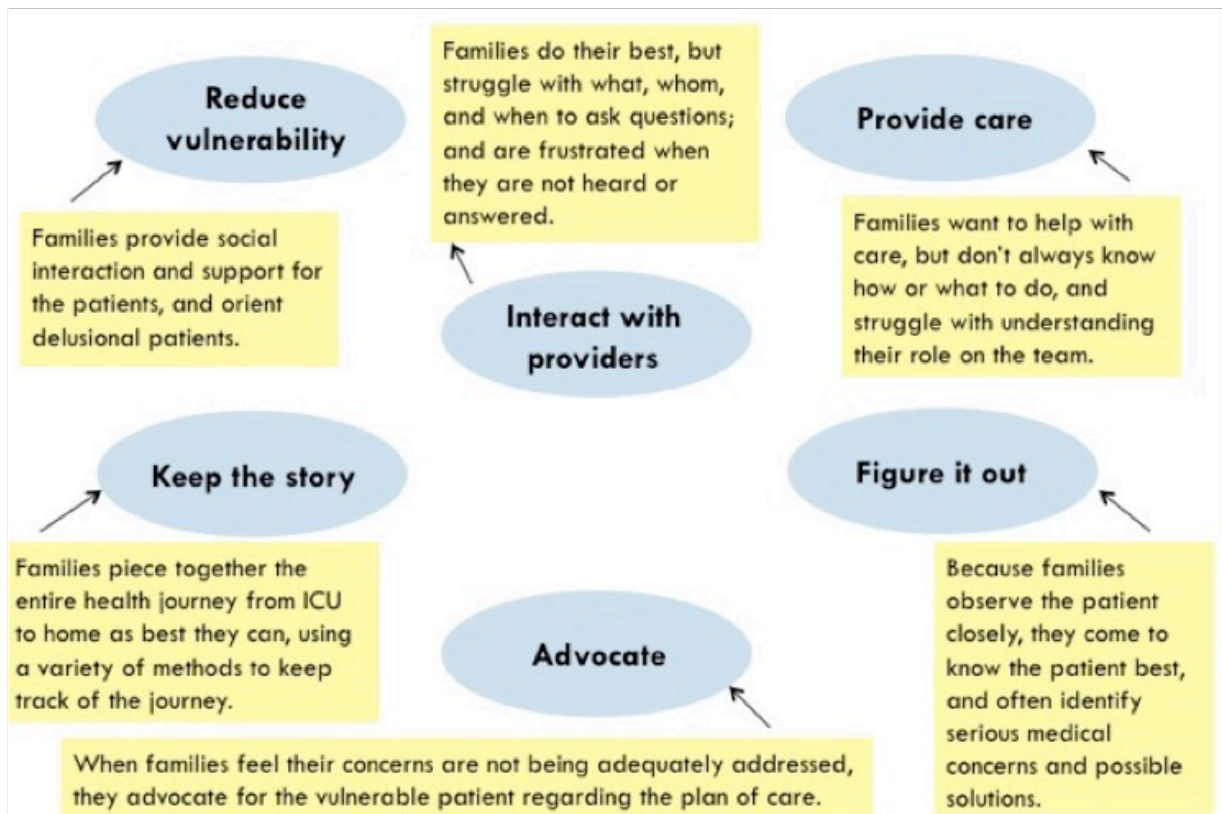 Reduce
vulnerability
Families provide social
interaction and support for
the patients, and orient
delusional patients.
Families do their best, but
struggle with what, whom,
and when to ask questions;
and are frustrated when
they are not heard or
answered.
Interact with
providers
Provide care
Families want to help with
care, but don't always know
how or what to do, and
struggle with understanding
their role on the team.
Keep the story
Families piece together the
entire health journey from ICU
to home as best they can, using
a variety of methods to keep
track of the journey.
Advocate
When families feel their concerns are not being adequately addressed,
they advocate for the vulnerable patient regarding the plan of care.
Figure it out
Because families
observe the patient
closely, they come to
know the patient best,
and often identify
serious medical
concerns and possible
solutions.